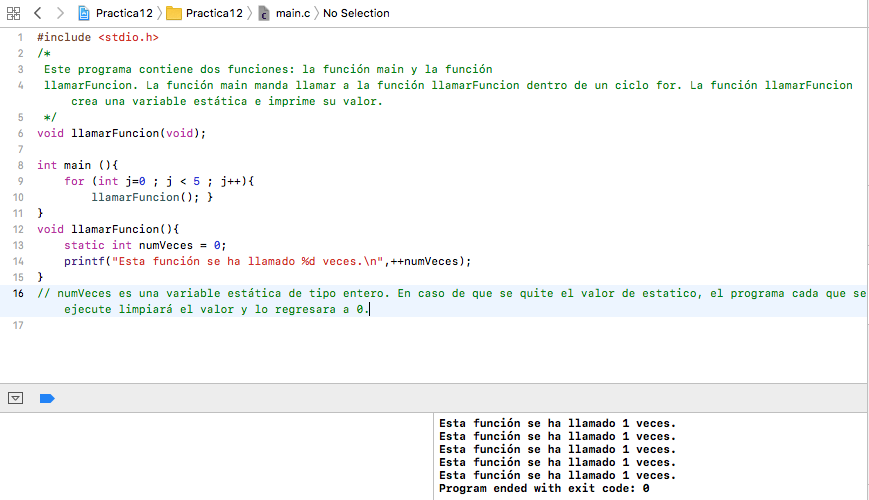 Practica12 Practica12 main.c No Selection
1 #include <stdio.h>
2 /*
3 Este programa contiene dos funciones: la función main y la función
4 llamarFuncion. La función main manda llamar a la función llamarFuncion dentro de un ciclo for. La función llamarFuncion
crea una variable estática e imprime su valor.
5 */
6 void llamarFuncion(void);
7
8 int main (){
9 for (int j=0 ; j < 5 ; j++){
10 llamarFuncion(); }
11 }
12 void llamarFuncion(){
13 static int numVeces = 0;
14 printf("Esta función se ha llamado %d veces.\n",++numVeces);
15 }
16 // numVeces es una variable estática de tipo entero. En caso de que se quite el valor de estatico, el programa cada que se
ejecute limpiará el valor y lo regresara a 0.
17
Esta función se ha llamado 1 veces.
Esta función se ha llamado 1 veces.
Esta función se ha llamado 1 veces.
Esta función se ha llamado 1 veces.
Esta función se ha llamado 1 veces.
Program ended with exit code: 0